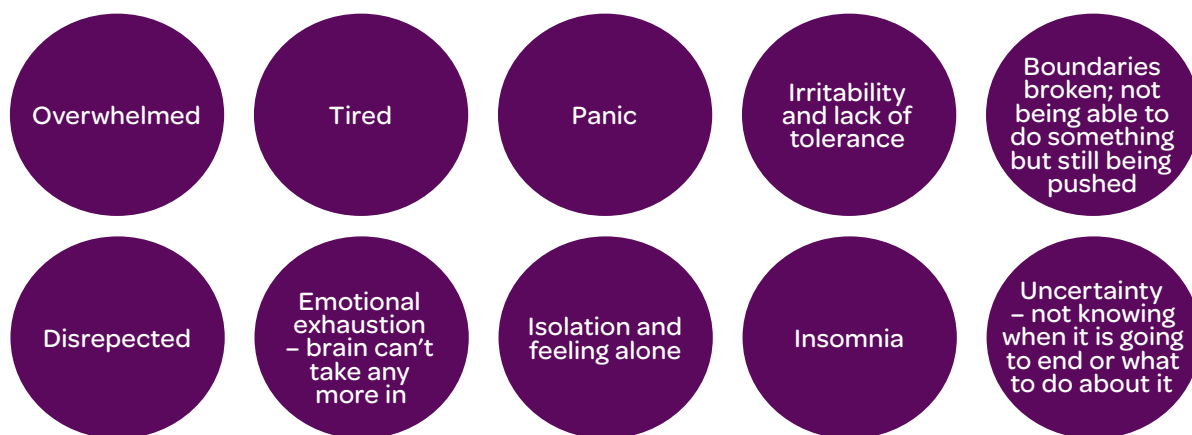 Overwhelmed
Tired
Panic
Irritability
and lack of
tolerance
Boundaries
broken; not
being able to
do something
but still being
pushed
Disrepected
Emotional
exhaustion
– brain can’t
take any
more in
Isolation and
feeling alone
Insomnia
Uncertainty
– not knowing
when it is going
to end or what
to do about it